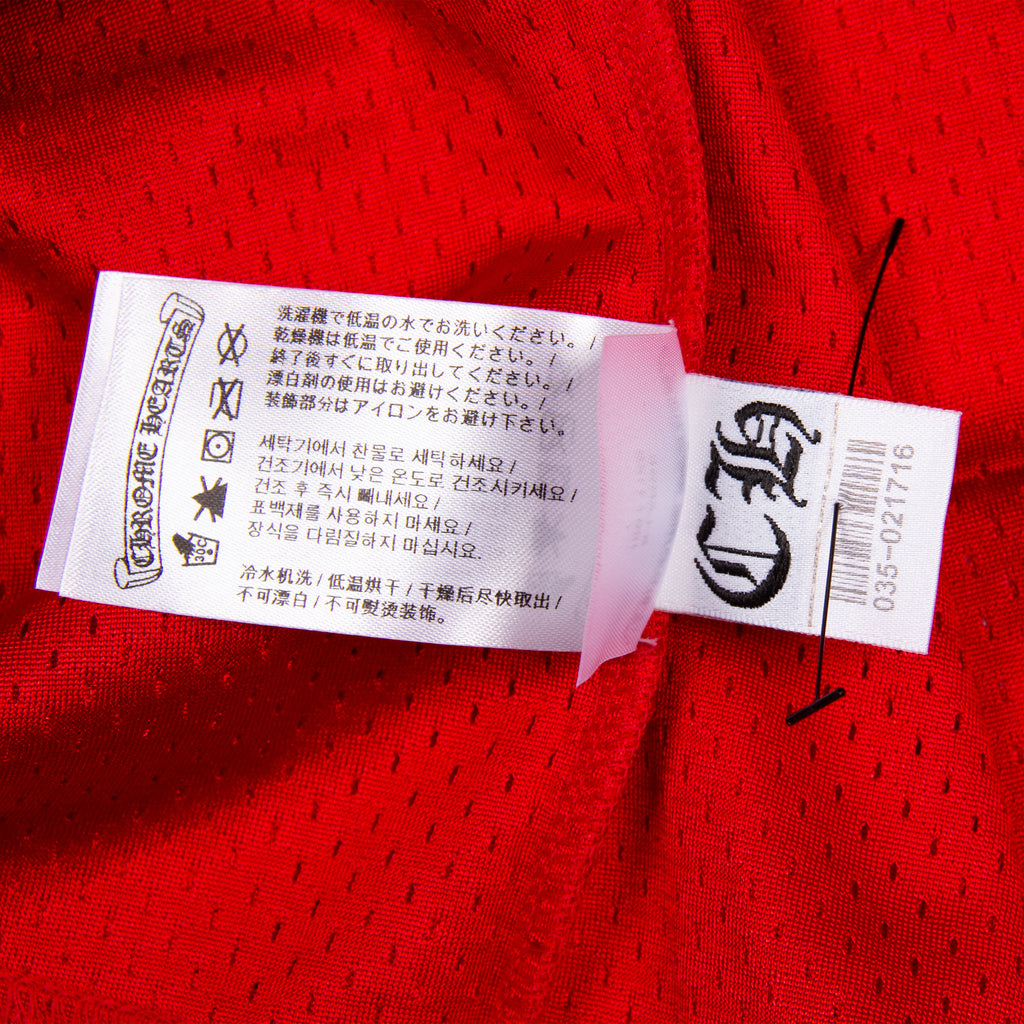 CHROME HEARTS
洗濯機で低温の水でお洗いください。/
乾燥機は低温でご使用ください。/
終了後すぐに取り出してください。/
漂白剤の使用はお避けください。/
装飾部分はアイロンをお避け下さい。
세탁기에서 찬물로 세탁하세요/
건조기에서 낮은 온도로 건조시키세요/
건조 후 즉시 빼내세요/
표백제를 사용하지 마세요/
장식을 다림질하지 마십시요.
冷水机洗/低温烘干/干燥后尽快取出/
不可漂白/不可熨烫装饰。
30C
CH
035-021716